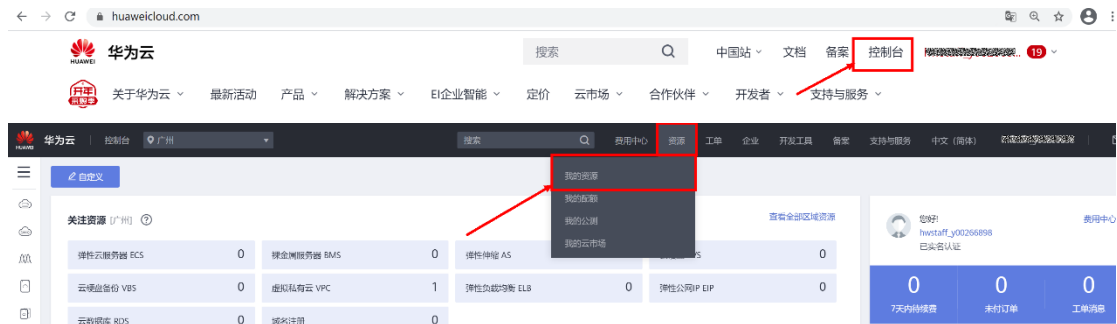 huaweicloud.com
HUAWEI 华为云 搜索 中国站 文档 备案 控制台 19
开年采购季 关于华为云 最新活动 产品 解决方案 EI企业智能 定价 云市场 合作伙伴 开发者 支持与服务
HUAWEI 华为云 控制台 广州 搜索 费用中心 资源 工单 企业 开发工具 备案 支持与服务 中文 (简体)
自定义 我的资源
我的配额
关注资源 [广州] ? 我的公测 查看全部区域资源 您好! 费用中心
hwstaff_y00266898
我的云市场 已实名认证
弹性云服务器 ECS 0 裸金属服务器 BMS 0 弹性伸缩 AS 0
云硬盘备份 VBS 0 虚拟私有云 VPC 1 弹性负载均衡 ELB 0 弹性公网IP EIP 0 0 0 0
7天内待续费 未付订单 工单消息
云数据库 RDS 0 域名注册 0